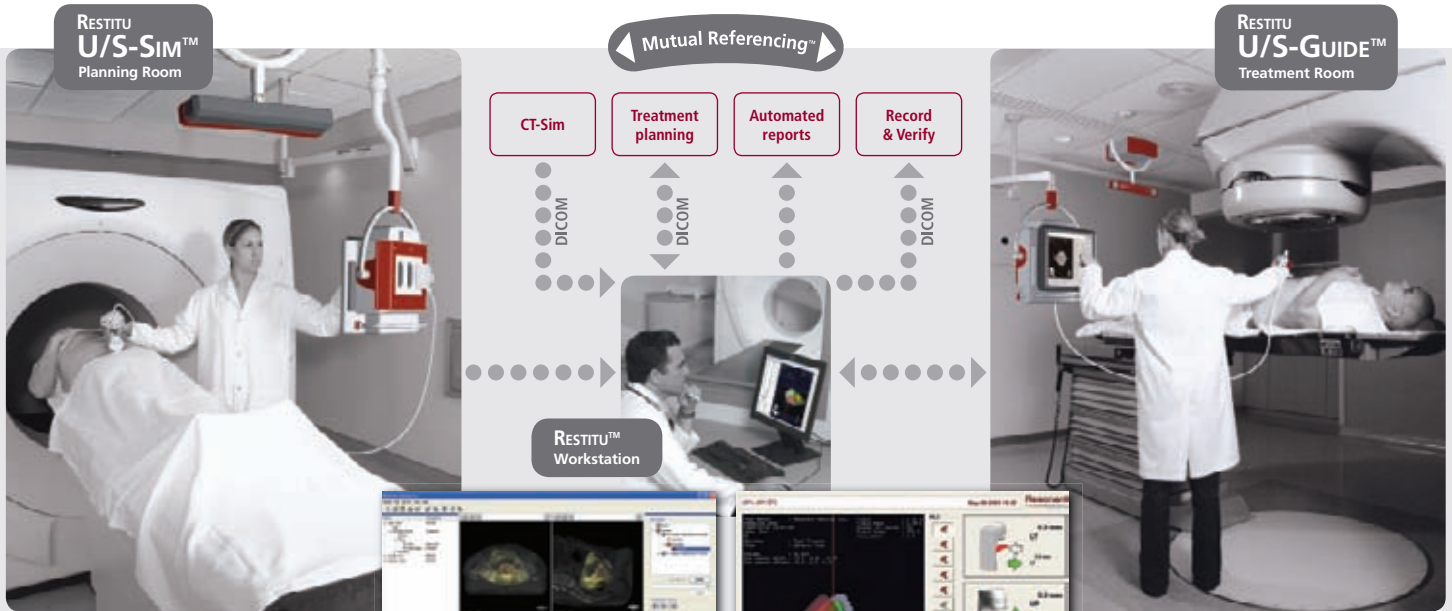 RESTITU
U/S-SIM™
Planning Room
Mutual Referencing™
RESTITU
U/S-GUIDE™
Treatment Room
CT-Sim
Treatment
planning
Automated
reports
Record
& Verify
DICOM
DICOM
DICOM
RESTITU™
Workstation